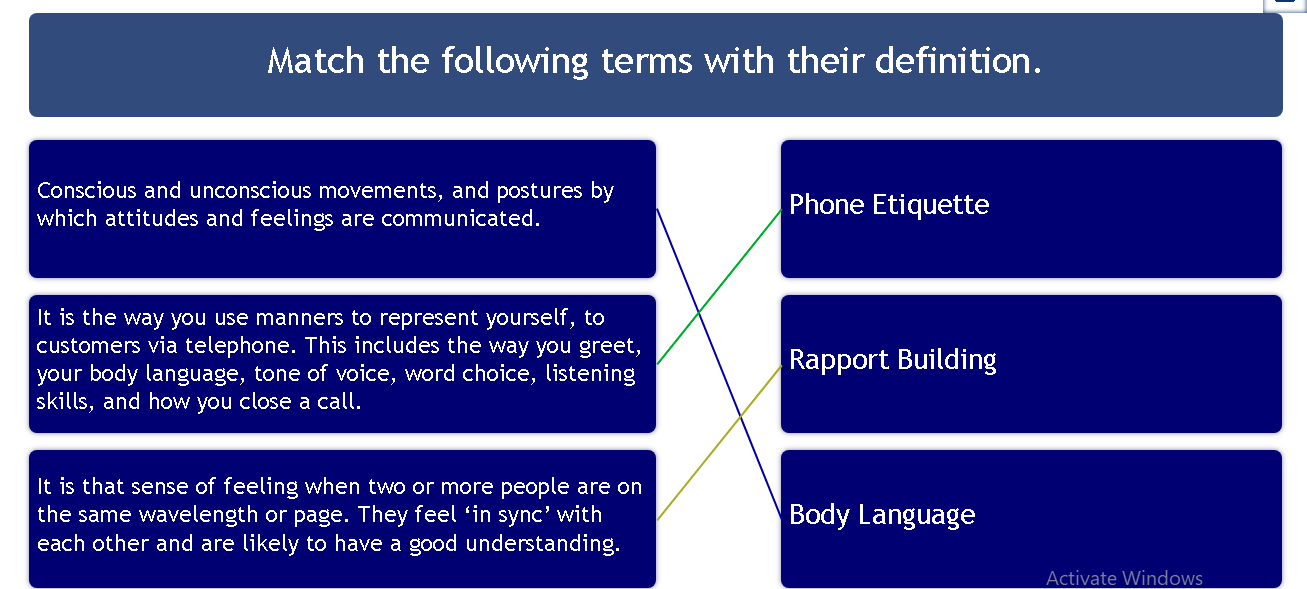 Match the following terms with their definition.
Conscious and unconscious movements, and postures by
which attitudes and feelings are communicated.
It is the way you use manners to represent yourself, to
customers via telephone. This includes the way you greet,
your body language, tone of voice, word choice, listening
skills, and how you close a call.
It is that sense of feeling when two or more people are on
the same wavelength or page. They feel ‘in sync’ with
each other and are likely to have a good understanding.
Phone Etiquette
Rapport Building
Body Language
Activate Windows